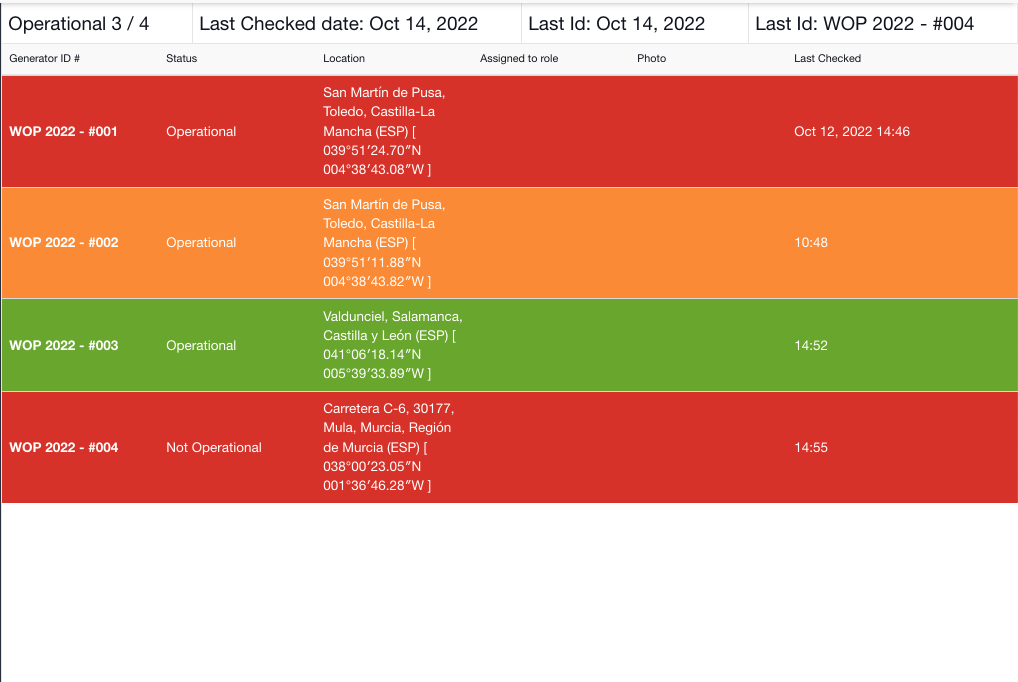 Operational 3 / 4 Last Checked date: Oct 14, 2022 Last Id: Oct 14, 2022 Last Id: WOP 2022 - #004
Generator ID # Status Location Assigned to role Photo Last Checked
San Martín de Pusa,
Toledo, Castilla-La
WOP 2022 - #001 Operational Mancha (ESP) [ Oct 12, 2022 14:46
039°51′24.70″N
004°38′43.08″W ]
San Martín de Pusa,
Toledo, Castilla-La
WOP 2022 - #002 Operational Mancha (ESP) [ 10:48
039°51′11.88″N
004°38′43.82″W ]
Valdunciel, Salamanca,
Castilla y León (ESP) [
WOP 2022 - #003 Operational 14:52
041°06′18.14″N
005°39′33.89″W ]
Carretera C-6, 30177,
Mula, Murcia, Región
WOP 2022 - #004 Not Operational de Murcia (ESP) [ 14:55
038°00′23.05″N
001°36′46.28″W ]